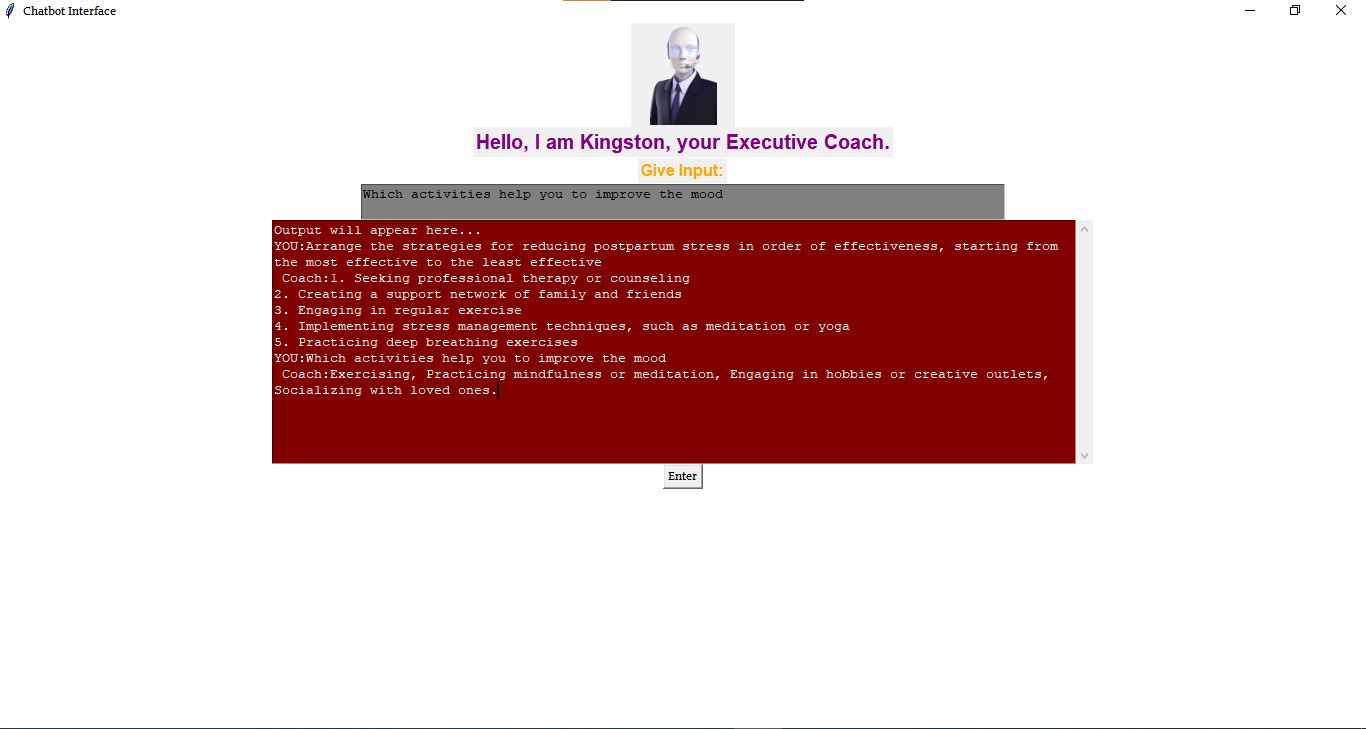 Chatbot Interface
Hello, I am Kingston, your Executive Coach.
Give Input:
Which activities help you to improve the mood
Output will appear here...
YOU:Arrange the strategies for reducing postpartum stress in order of effectiveness, starting from
the most effective to the least effective
 Coach:1. Seeking professional therapy or counseling
2. Creating a support network of family and friends
3. Engaging in regular exercise
4. Implementing stress management techniques, such as meditation or yoga
5. Practicing deep breathing exercises
YOU:Which activities help you to improve the mood
 Coach:Exercising, Practicing mindfulness or meditation, Engaging in hobbies or creative outlets,
Socializing with loved ones.
Enter